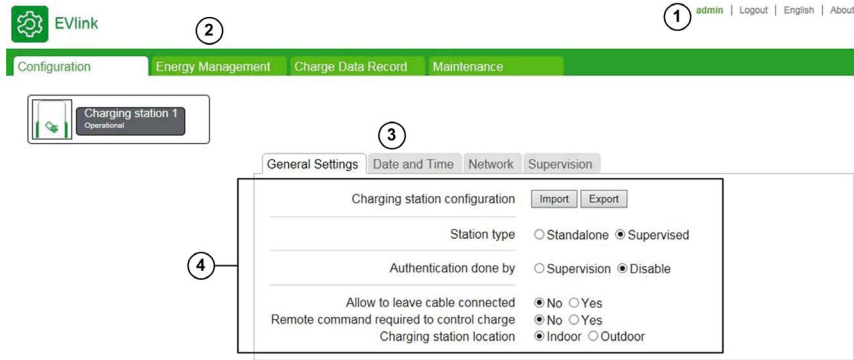 1 admin | Logout | English | About
EVlink
2
Configuration Energy Management Charge Data Record Maintenance
Charging station 1
Operational
3
General Settings Date and Time Network Supervision
Charging station configuration Import Export
Station type Standalone Supervised
4 Authentication done by Supervision Disable
Allow to leave cable connected No Yes
Remote command required to control charge No Yes
Charging station location Indoor Outdoor